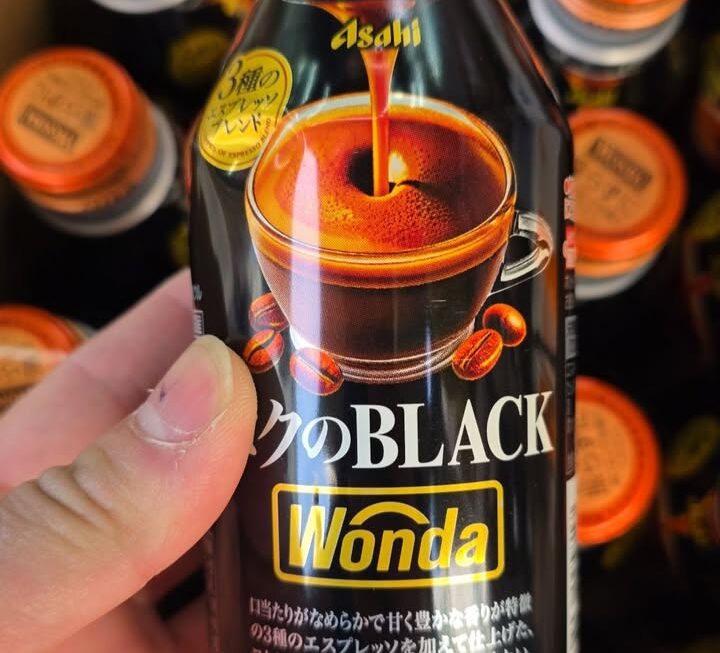 Asahi
3種の
エスプレッソ
ブレンド
OF ESPRESSO
クのBLACK
Wonda
口当たりがなめらかで甘く豊かな香りが特徴
の3種のエスプレッソを加えて仕上げた、